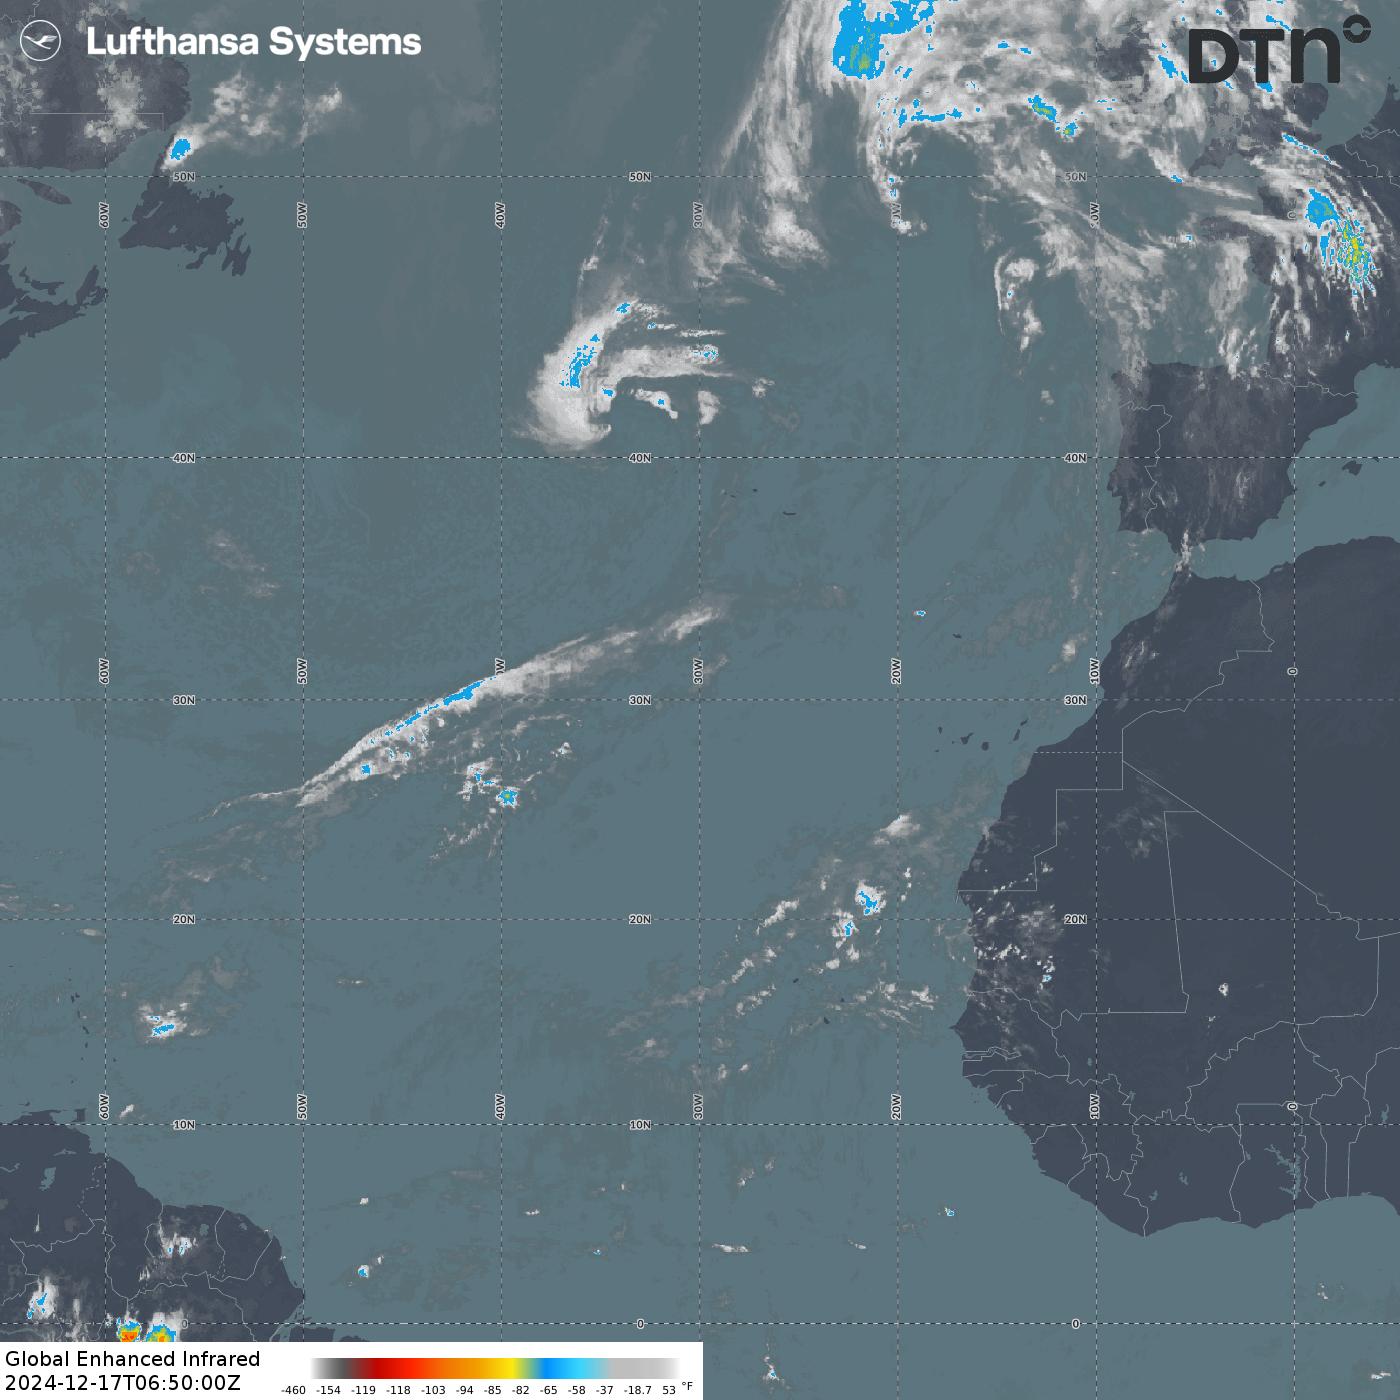 Lufthansa Systems
DTN
50N 50N 50N
60W 50W 40W 30W 0
40N 40N 40N
60W 50W 30W 20W 10W 0
30N 30N 30N
20N 20N 20N
60W 50W 40W 30W 20W 10W 0
10N 10N 10N
0 0 0
Global Enhanced Infrared
2024-12-17T06:50:00Z
-460 -154 -119 -118 -103 -94 -85 -82 -65 -58 -37 -18.7 53 °F